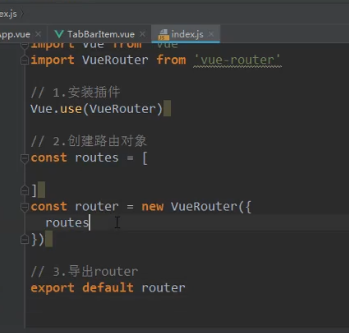 ex.js
App.vue TabBarItem.vue index.js
import Vue from 'vue'
import VueRouter from 'vue-router'
// 1.安装插件
Vue.use(VueRouter)
// 2.创建路由对象
const routes = [
]
const router = new VueRouter({
routes
})
// 3.导出router
export default router